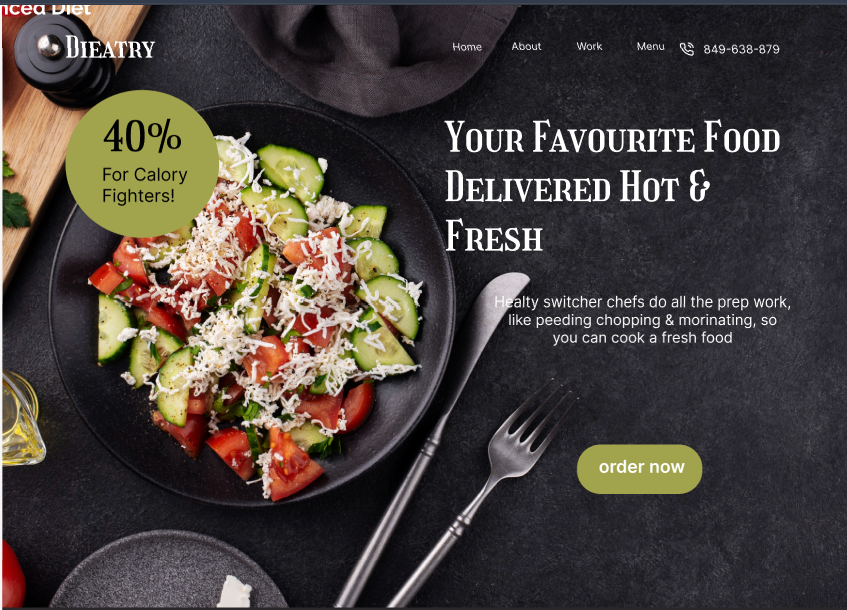 nced Diet
Dieatry
Home About Work Menu 849-638-879
40%
For Calory
Fighters!
Your Favourite Food
Delivered Hot &
Fresh
Healty switcher chefs do all the prep work,
like peeding chopping & morinating, so
you can cook a fresh food
order now